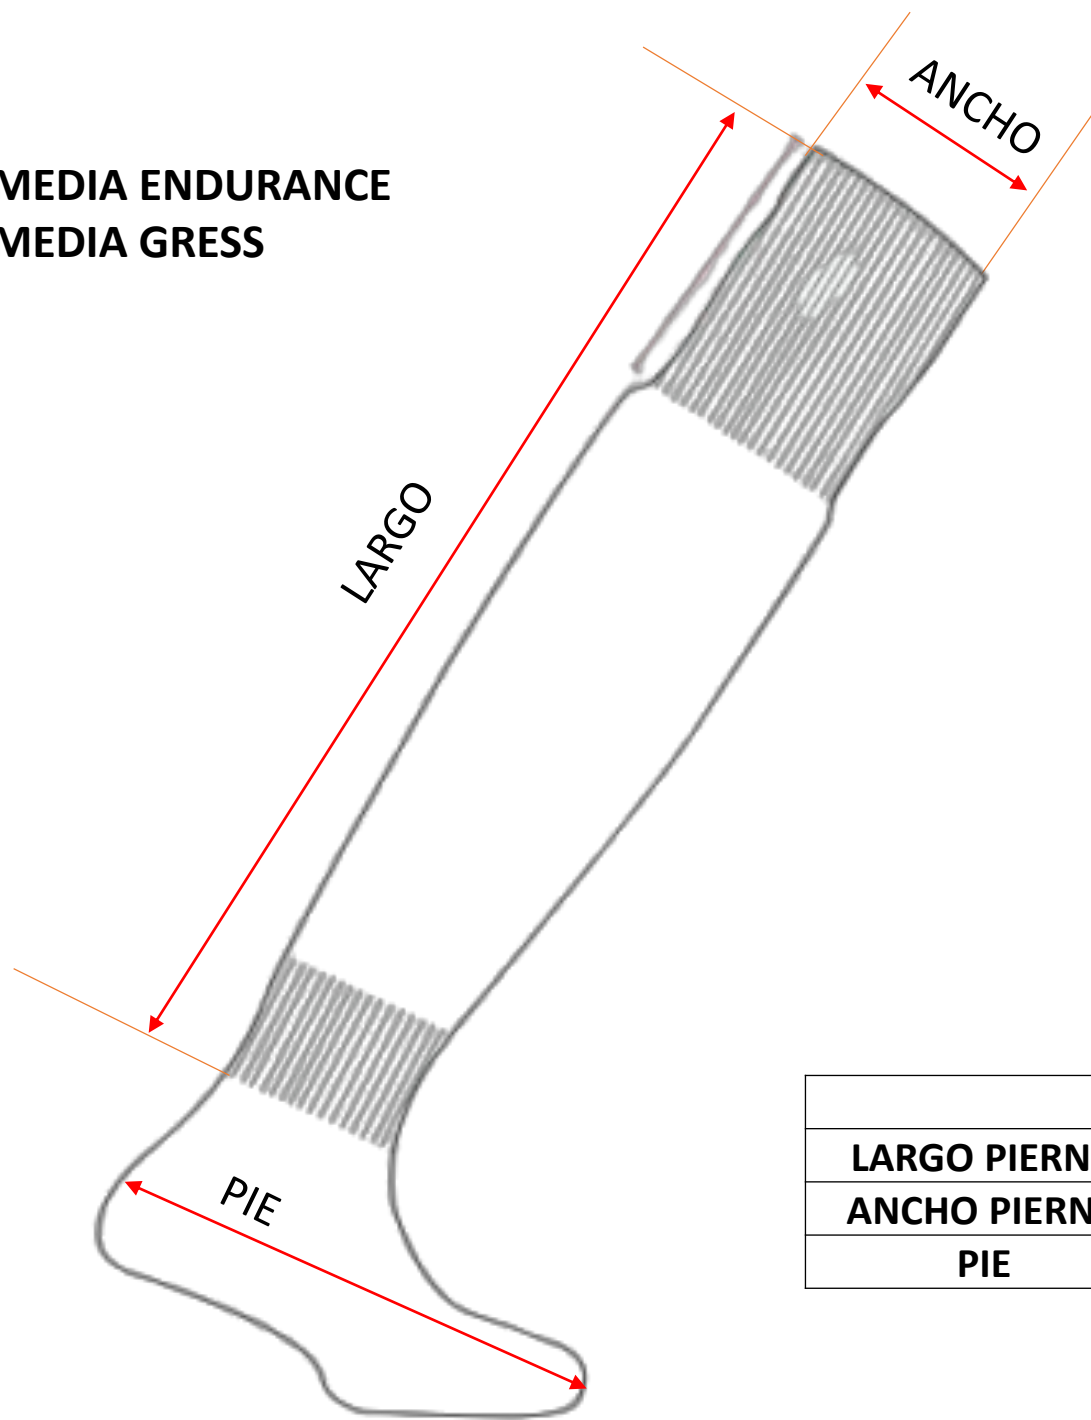 MEDIA ENDURANCE
MEDIA GRESS
ANCHO
LARGO
PIE
LARGO PIERN
ANCHO PIERN
PIE